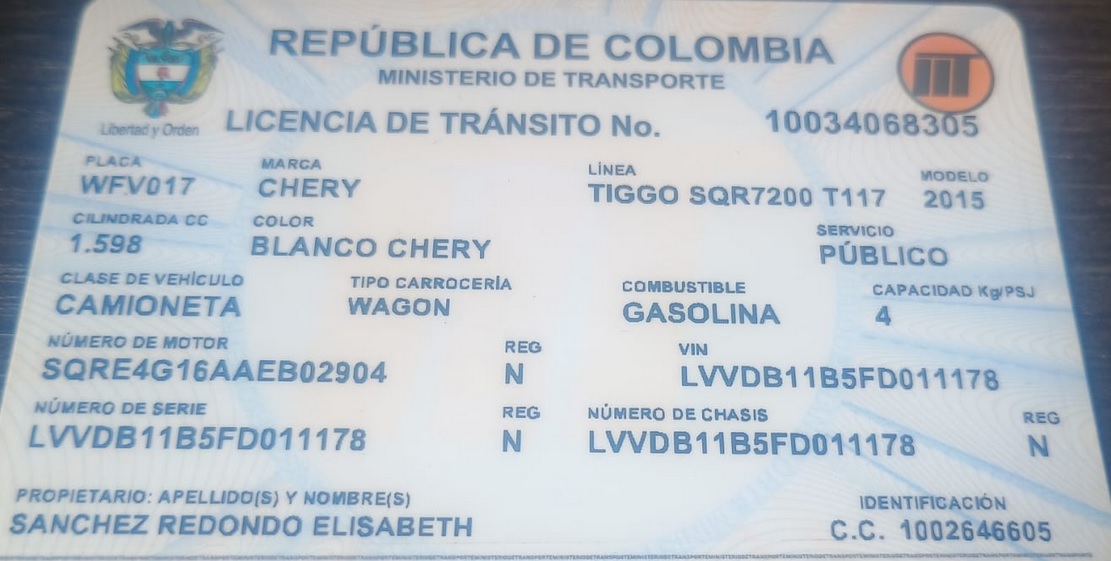 REPÚBLICA DE COLOMBIA
MINISTERIO DE TRANSPORTE
Libertad y Orden
LICENCIA DE TRÁNSITO No. 10034068305
PLACA MARCA LÍNEA MODELO
WFV017 CHERY TIGGO SQR7200 T117 2015
CILINDRADA CC COLOR SERVICIO
1.598 BLANCO CHERY PÚBLICO
CLASE DE VEHÍCULO TIPO CARROCERÍA COMBUSTIBLE CAPACIDAD Kg/PSJ
CAMIONETA WAGON GASOLINA 4
NÚMERO DE MOTOR REG VIN
SQRE4G16AAEB02904 N LVVDB11B5FD011178
NÚMERO DE SERIE REG NÚMERO DE CHASIS REG
LVVDB11B5FD011178 N LVVDB11B5FD011178 N
PROPIETARIO: APELLIDO(S) Y NOMBRE(S) IDENTIFICACIÓN
SANCHEZ REDONDO ELISABETH C.C. 1002646605